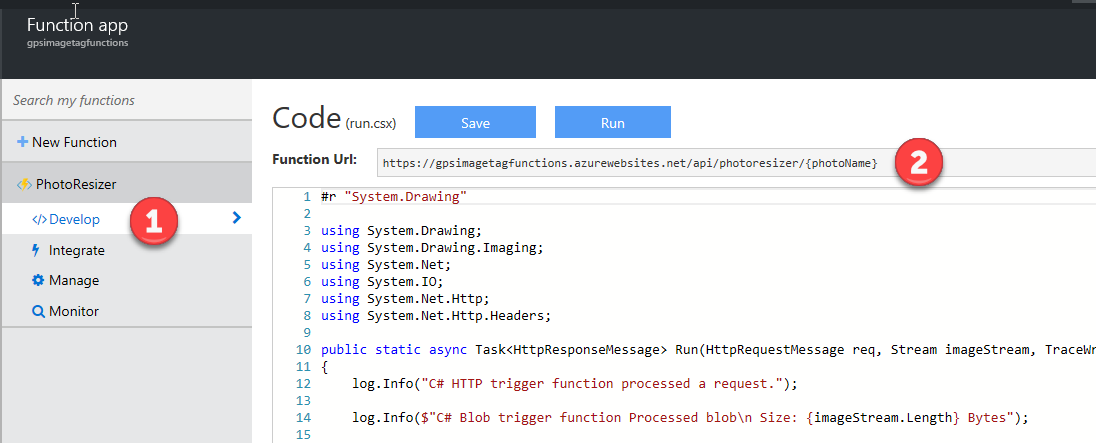 Function app
gpsimagetagfunctions
Search my functions
+ New Function
PhotoResizer
</> Develop
1
Integrate
Manage
Monitor
Code (run.csx)
Save
Run
Function Url:
https://gpsimagetagfunctions.azurewebsites.net/api/photoresizer/{photoName}
2
1 #r "System.Drawing"
2
3 using System.Drawing;
4 using System.Drawing.Imaging;
5 using System.Net;
6 using System.IO;
7 using System.Net.Http;
8 using System.Net.Http.Headers;
9
10 public static async Task<HttpResponseMessage> Run(HttpRequestMessage req, Stream imageStream, TraceWr
11 {
12 log.Info("C# HTTP trigger function processed a request.");
13
14 log.Info($"C# Blob trigger function Processed blob\n Size: {imageStream.Length} Bytes");
15